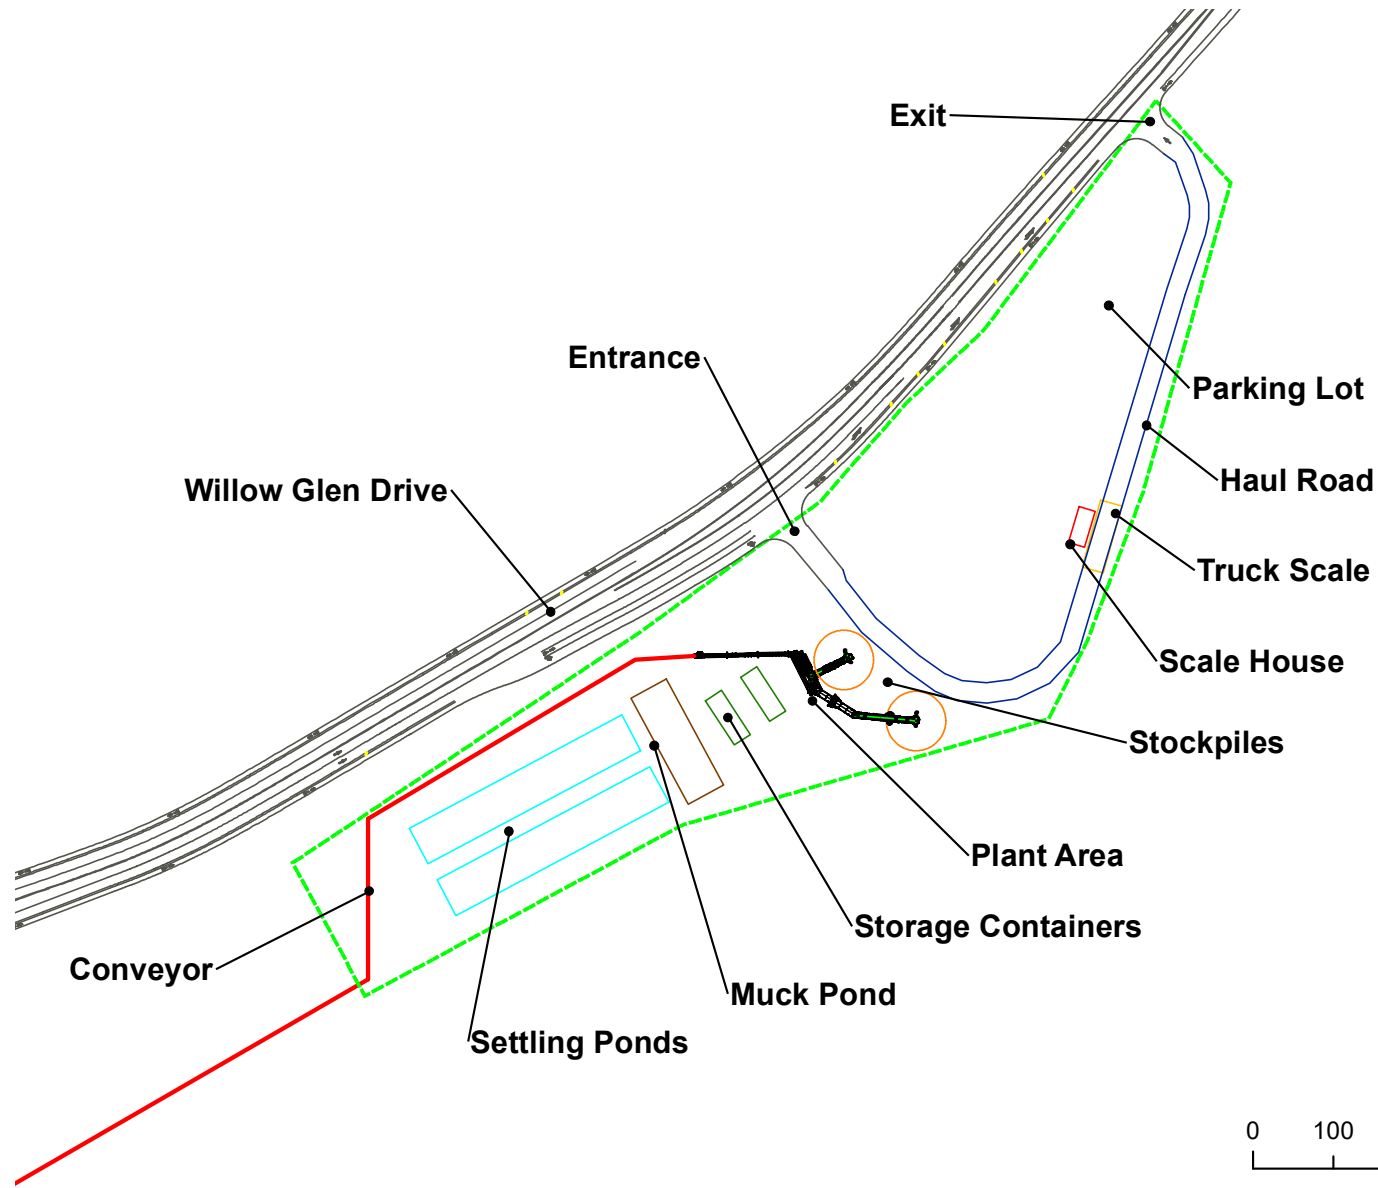 Exit
Entrance
Parking Lot
Haul Road
Willow Glen Drive
Truck Scale
Scale House
Stockpiles
Plant Area
Storage Containers
Conveyor
Muck Pond
Settling Ponds
0 100